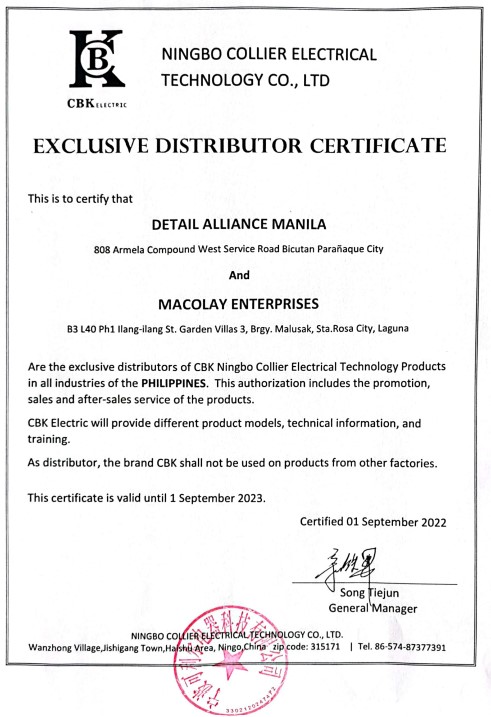 CBK ELECTRIC
NINGBO COLLIER ELECTRICAL
TECHNOLOGY CO., LTD
EXCLUSIVE DISTRIBUTOR CERTIFICATE
This is to certify that
DETAIL ALLIANCE MANILA
808 Armela Compound West Service Road Bicutan Parañaque City
And
MACOLAY ENTERPRISES
B3 L40 Ph1 Ilang-ilang St. Garden Villas 3, Brgy. Malusak, Sta.Rosa City, Laguna
Are the exclusive distributors of CBK Ningbo Collier Electrical Technology Products
in all industries of the PHILIPPINES. This authorization includes the promotion,
sales and after-sales service of the products.
CBK Electric will provide different product models, technical information, and
training.
As distributor, the brand CBK shall not be used on products from other factories.
This certificate is valid until 1 September 2023.
Certified 01 September 2022
Song Tiejun
General Manager
NINGBO COLLIER ELECTRICAL TECHNOLOGY CO., LTD.
Wanzhong Village,Jishigang Town,Haishu Area, Ningo,China zip code: 315171 | Tel. 86-574-87377391